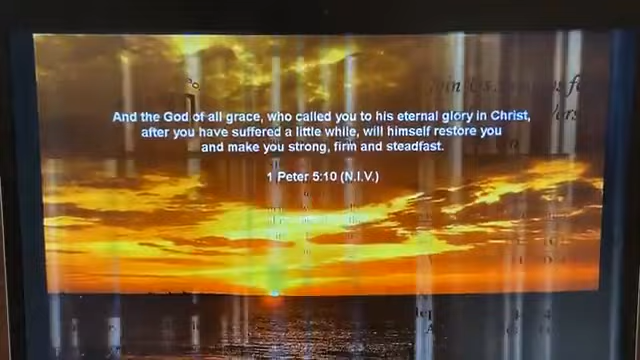 And the God of all grace, who called you to his eternal glory in Christ,
after you have suffered a little while, will himself restore you
and make you strong, firm and steadfast.
1 Peter 5:10 (N.I.V.)